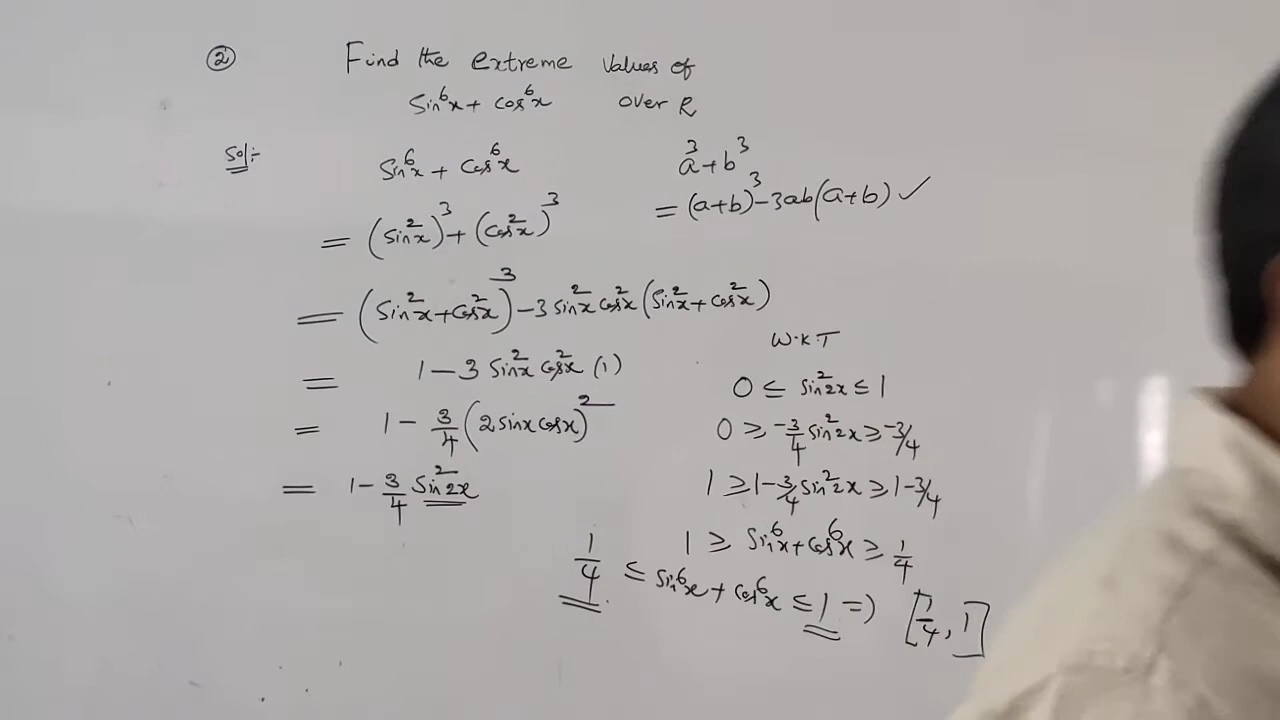 ② Find the extreme values of
sin⁶x + cos⁶x over R
Sol:- sin⁶x + cos⁶x
= (sin²x)³ + (cos²x)³
= (sin²x + cos²x)³ - 3 sin²x cos²x (sin²x + cos²x)
= 1 - 3 sin²x cos²x (1)
= 1 - 3/4 (2 sinx cosx)²
= 1 - 3/4 sin²2x
a³ + b³
= (a+b)³ - 3ab(a+b) ✓
W.K.T
0 ≤ sin²2x ≤ 1
0 ≥ -3/4 sin²2x ≥ -3/4
1 ≥ 1 - 3/4 sin²2x ≥ 1 - 3/4
1 ≥ sin⁶x + cos⁶x ≥ 1/4
1/4 ≤ sin⁶x + cos⁶x ≤ 1 ⇒ [1/4, 1]